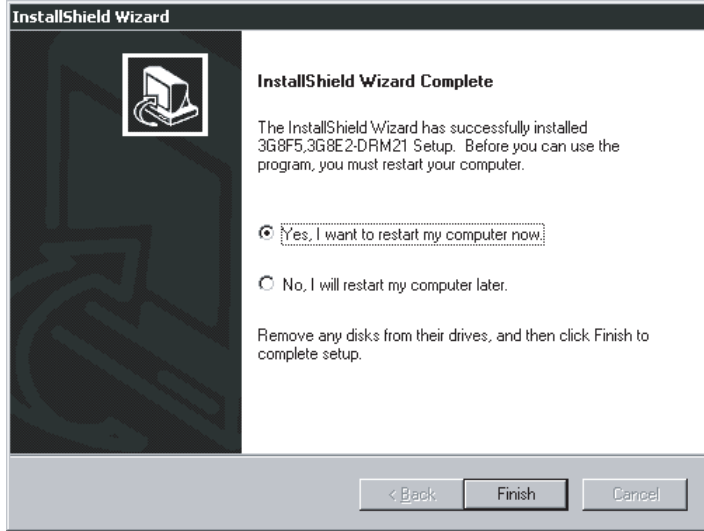 InstallShield Wizard
InstallShield Wizard Complete
The InstallShield Wizard has successfully installed
3G8F5,3G8E2-DRM21 Setup.  Before you can use the
program, you must restart your computer.
Yes, I want to restart my computer now.
No, I will restart my computer later.
Remove any disks from their drives, and then click Finish to
complete setup.
< Back
Finish
Cancel